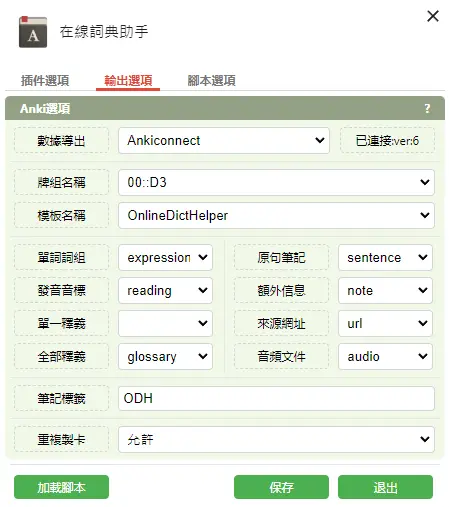 A 在線詞典助手
插件選項 輸出選項 腳本選項
Anki選項 ?
數據導出 Ankiconnect 已連接:ver:6
牌組名稱 00::D3
模板名稱 OnlineDictHelper
單詞詞組 expression 原句筆記 sentence
發音音標 reading 額外信息 note
單一釋義 來源網址 url
全部釋義 glossary 音頻文件 audio
筆記標籤 ODH
重複製卡 允許
加載腳本 保存 退出